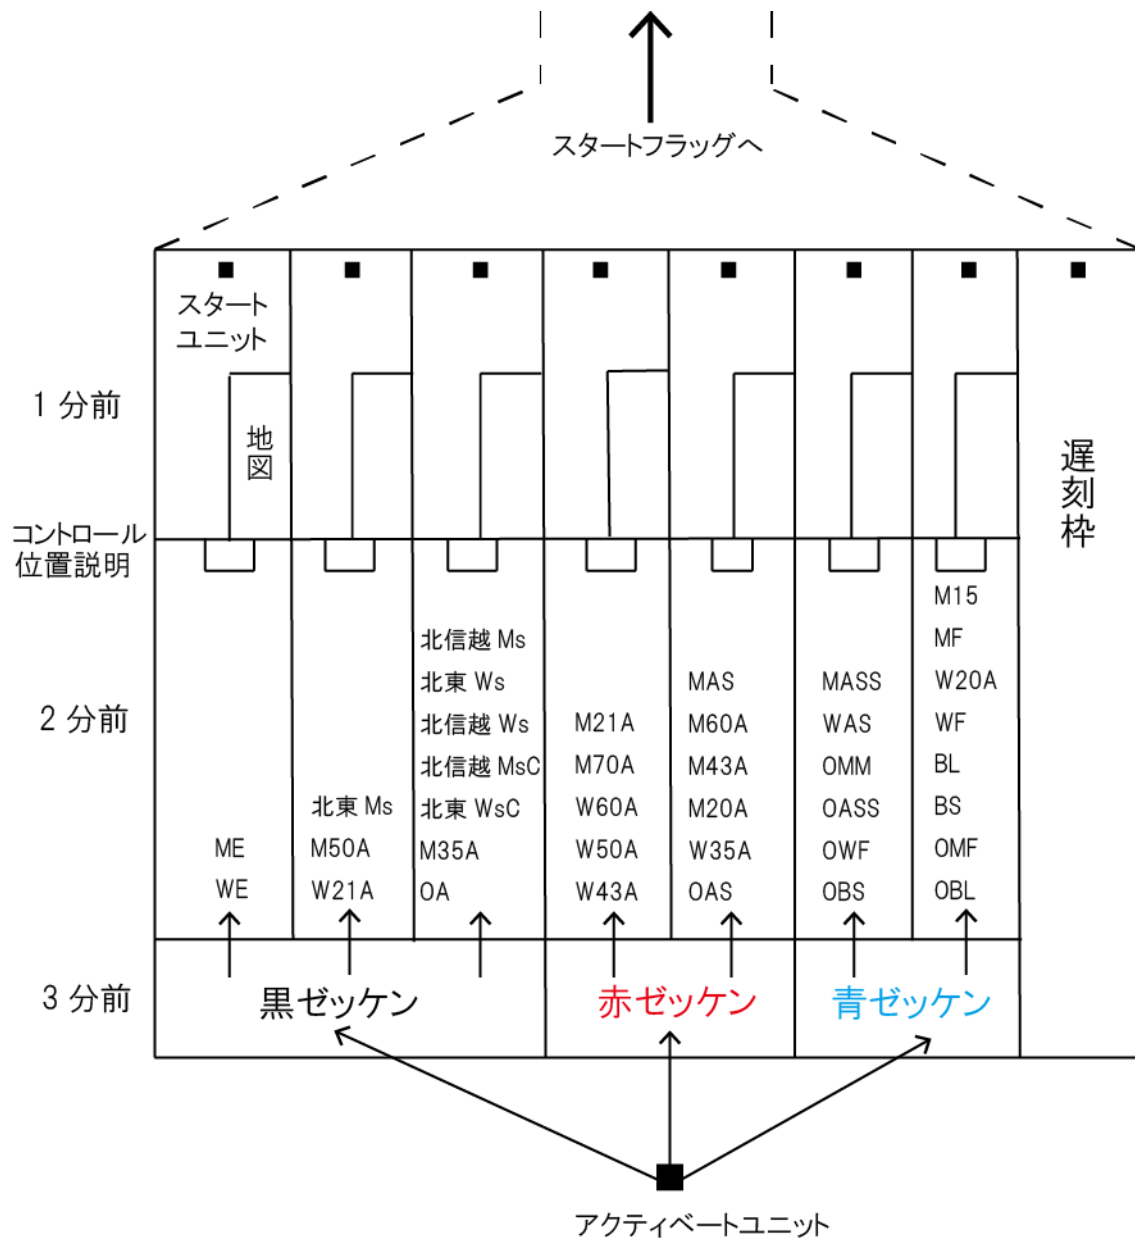 スタートフラッグへ
スタート
ユニット
1 分前
地
図
遅
刻
枠
コントロール
位置説明
2 分前
ME
WE
北東 Ms
M50A
W21A
北信越 Ms
北東 Ws
北信越 Ws
北信越 MsC
北東 WsC
M35A
OA
M21A
M70A
W60A
W50A
W43A
MAS
M60A
M43A
M20A
W35A
OAS
MASS
WAS
OMM
OASS
OWF
OBS
M15
MF
W20A
WF
BL
BS
OMF
OBL
3 分前
黒ゼッケン
赤ゼッケン
青ゼッケン
アクティベートユニット